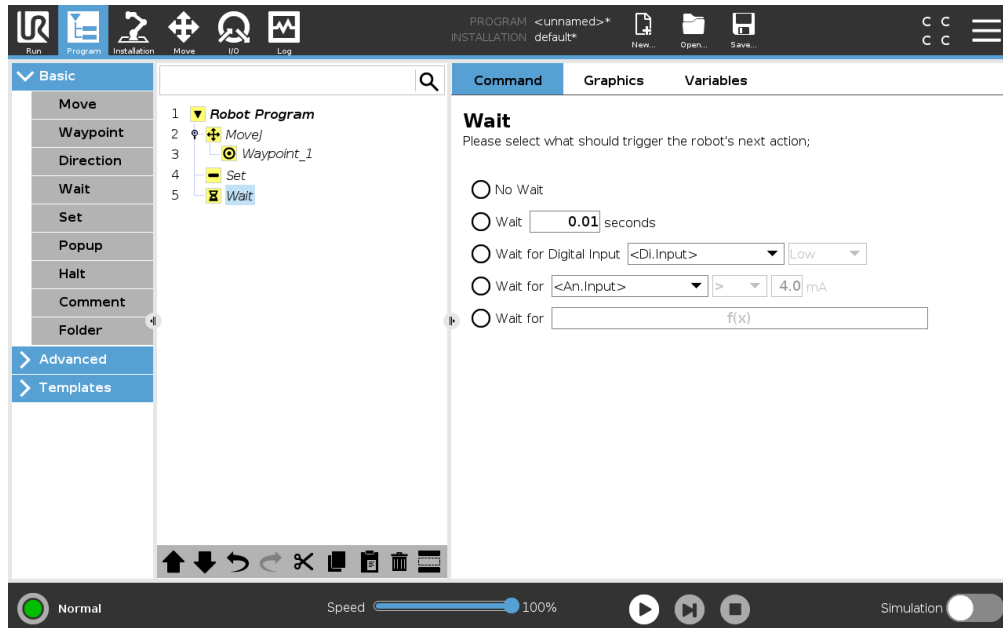 PROGRAM <unnamed>*
INSTALLATION default*
UR
Run Program Installation Move I/O Log
New... Open... Save...
C C
C C
Basic
Move
Waypoint
Direction
Wait
Set
Popup
Halt
Comment
Folder
Advanced
Templates
1 Robot Program
2 MoveJ
3 Waypoint_1
4 Set
5 Wait
Command Graphics Variables
Wait
Please select what should trigger the robot's next action;
No Wait
Wait 0.01 seconds
Wait for Digital Input <Di.Input> Low
Wait for <An.Input> > 4.0 mA
Wait for f(x)
Normal
Speed 100%
Simulation